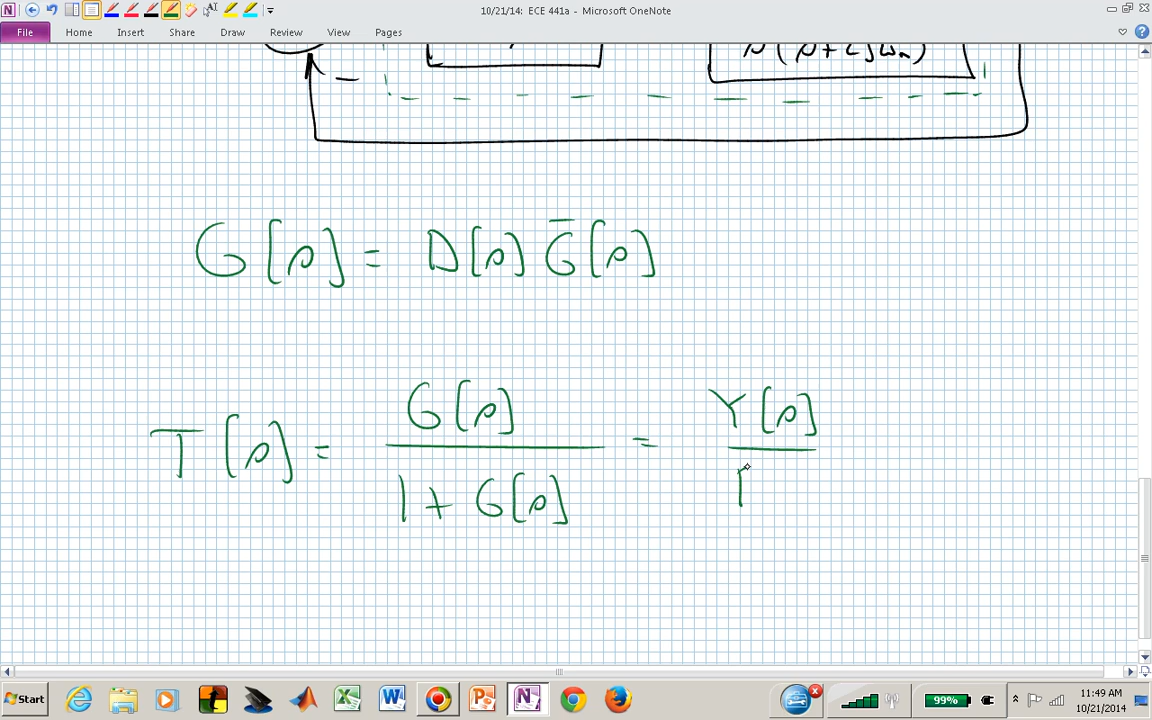 10/21/14: ECE 441a - Microsoft OneNote
File Home Insert Share Draw Review View Pages
G[s] = D[s] G̅[s]
T[s] = G[s] / 1 + G[s] = Y[s] /
99%
11:49 AM
10/21/2014
Start